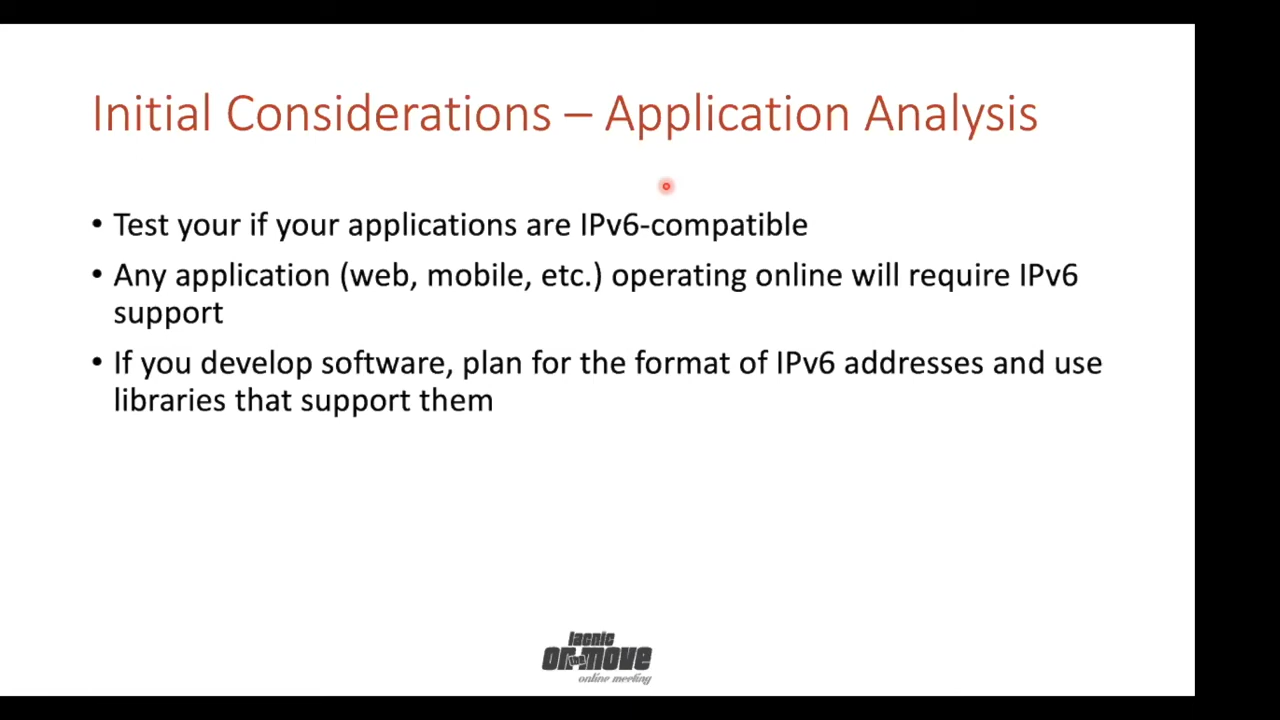 Initial Considerations – Application Analysis
• Test your if your applications are IPv6-compatible
• Any application (web, mobile, etc.) operating online will require IPv6
support
• If you develop software, plan for the format of IPv6 addresses and use
libraries that support them
lacnic
on the move
online meeting